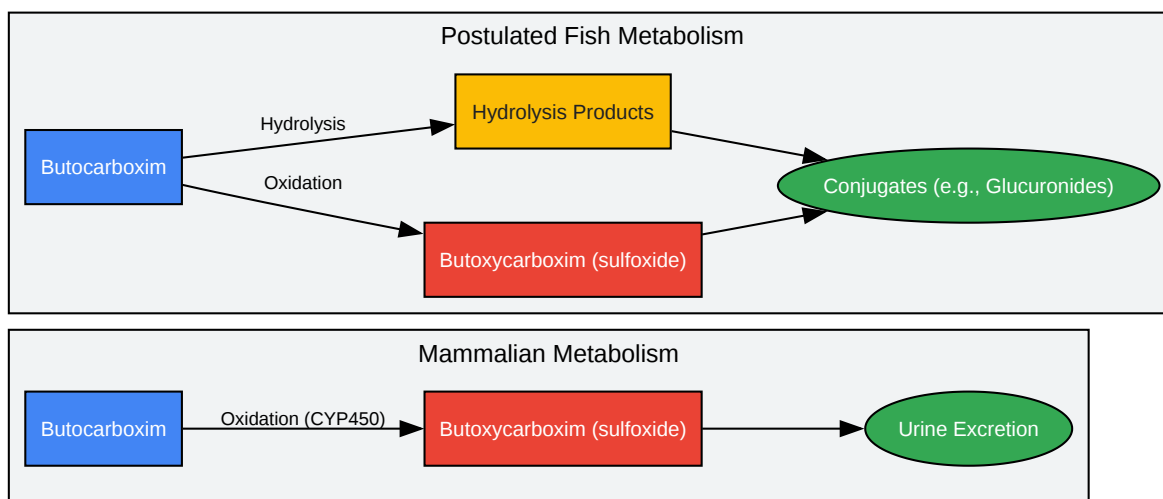 Postulated Fish Metabolism
Butocarboxim
Hydrolysis
Hydrolysis Products
Oxidation
Butoxycarboxim (sulfoxide)
Conjugates (e.g., Glucuronides)
Mammalian Metabolism
Butocarboxim
Oxidation (CYP450)
Butoxycarboxim (sulfoxide)
Urine Excretion